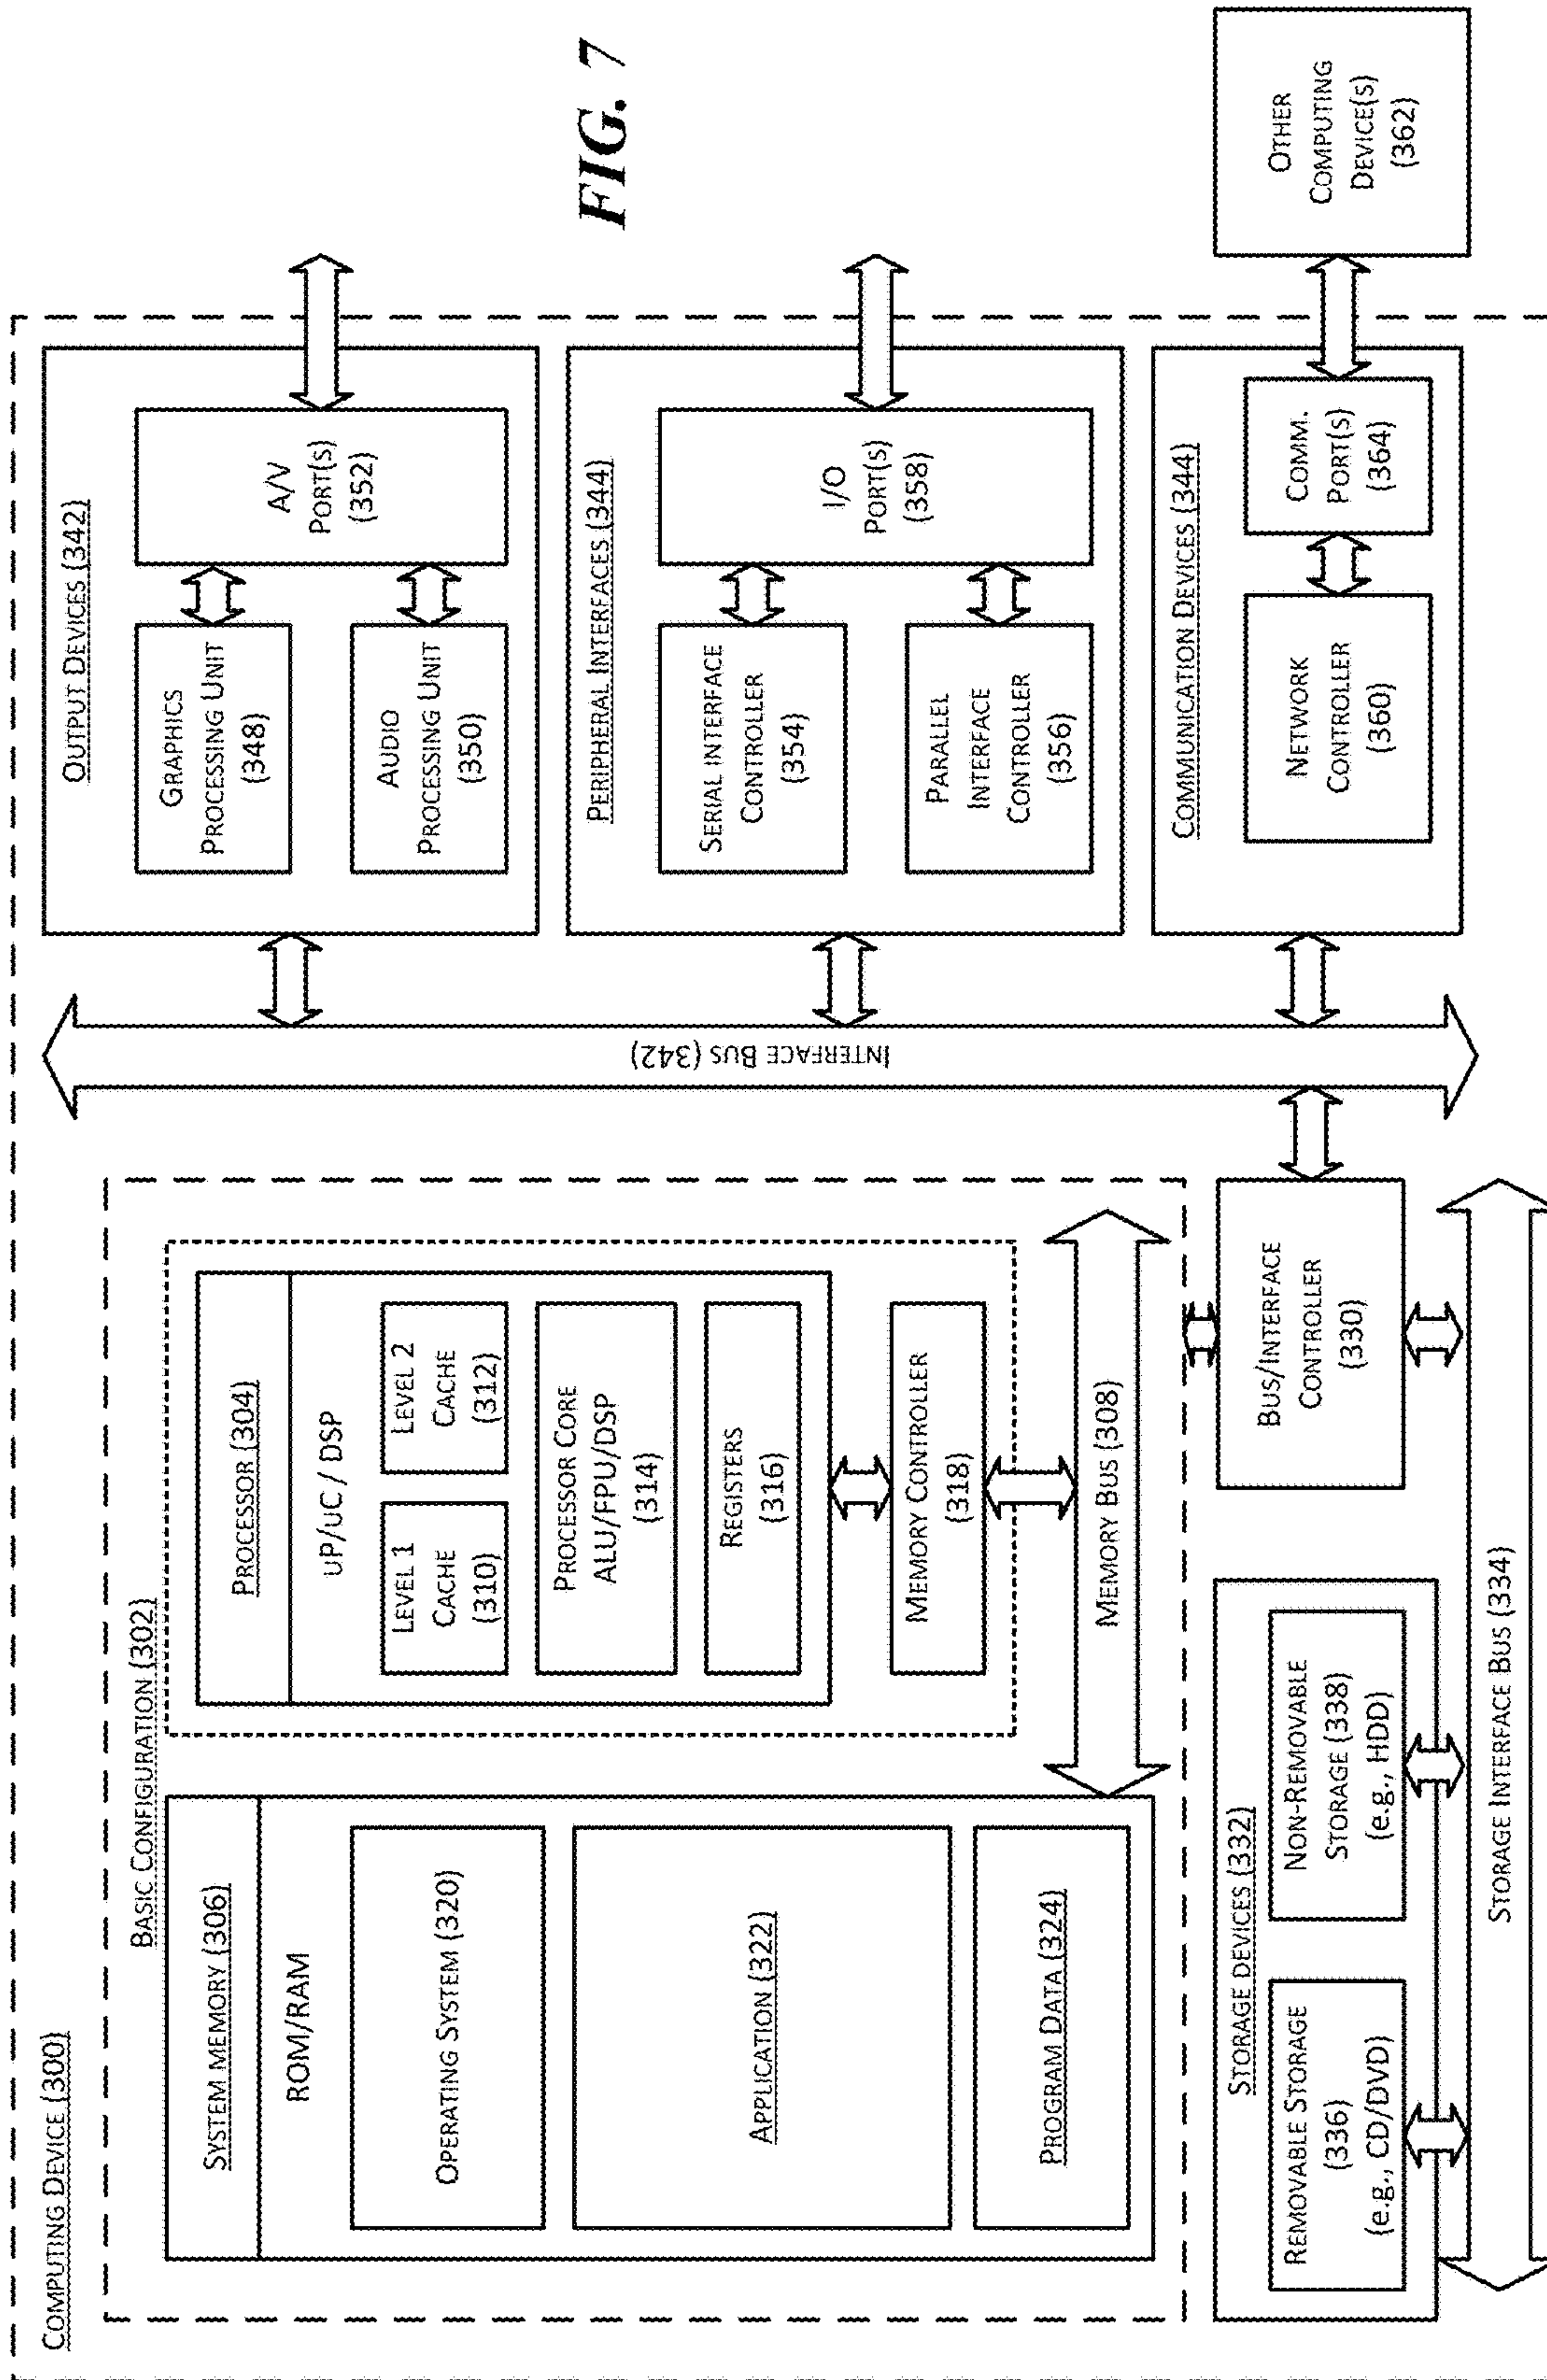 COMPUTING DEVICE (300)
BASIC CONFIGURATION (302)
SYSTEM MEMORY (306)
ROM/RAM
OPERATING SYSTEM (320)
APPLICATION (322)
PROGRAM DATA (324)
PROCESSOR (304)
uP/uC / DSP
LEVEL 1
CACHE
(310)
LEVEL 2
CACHE
(312)
PROCESSOR CORE
ALU/FPU/DSP
(314)
REGISTERS
(316)
MEMORY CONTROLLER
(318)
MEMORY BUS (308)
BUS/INTERFACE
CONTROLLER
(330)
STORAGE DEVICES (332)
REMOVABLE STORAGE
(336)
(e.g., CD/DVD)
NON-REMOVABLE
STORAGE (338)
(e.g., HDD)
STORAGE INTERFACE BUS (334)
INTERFACE BUS (342)
OUTPUT DEVICES (342)
GRAPHICS
PROCESSING UNIT
(348)
AUDIO
PROCESSING UNIT
(350)
A/V
PORT(S)
(352)
PERIPHERAL INTERFACES (344)
SERIAL INTERFACE
CONTROLLER
(354)
PARALLEL
INTERFACE
CONTROLLER
(356)
I/O
PORT(S)
(358)
COMMUNICATION DEVICES (344)
NETWORK
CONTROLLER
(360)
COMM.
PORT(S)
(364)
OTHER
COMPUTING
DEVICE(S)
(362)
FIG. 7